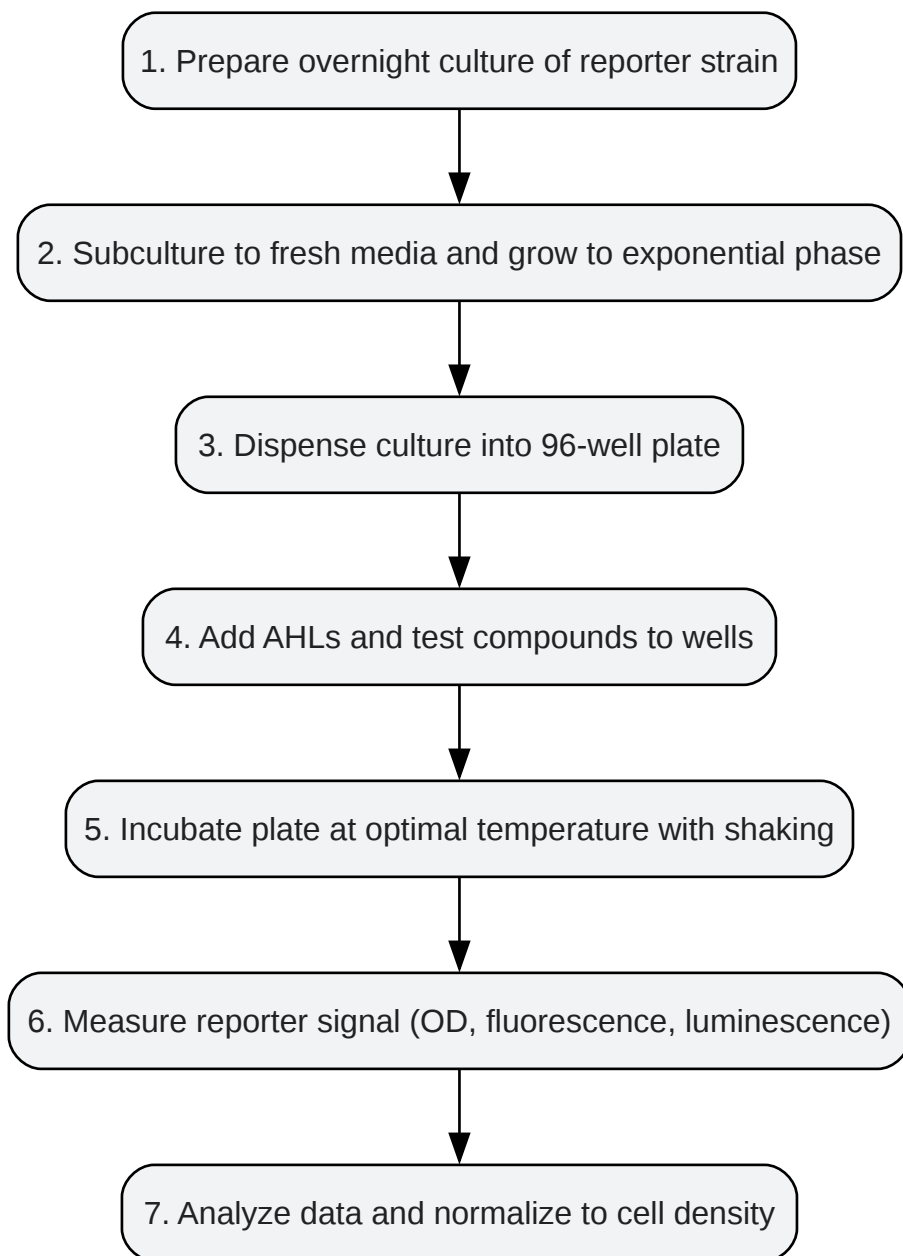 1. Prepare overnight culture of reporter strain
2. Subculture to fresh media and grow to exponential phase
3. Dispense culture into 96-well plate
4. Add AHLs and test compounds to wells
5. Incubate plate at optimal temperature with shaking
6. Measure reporter signal (OD, fluorescence, luminescence)
7. Analyze data and normalize to cell density